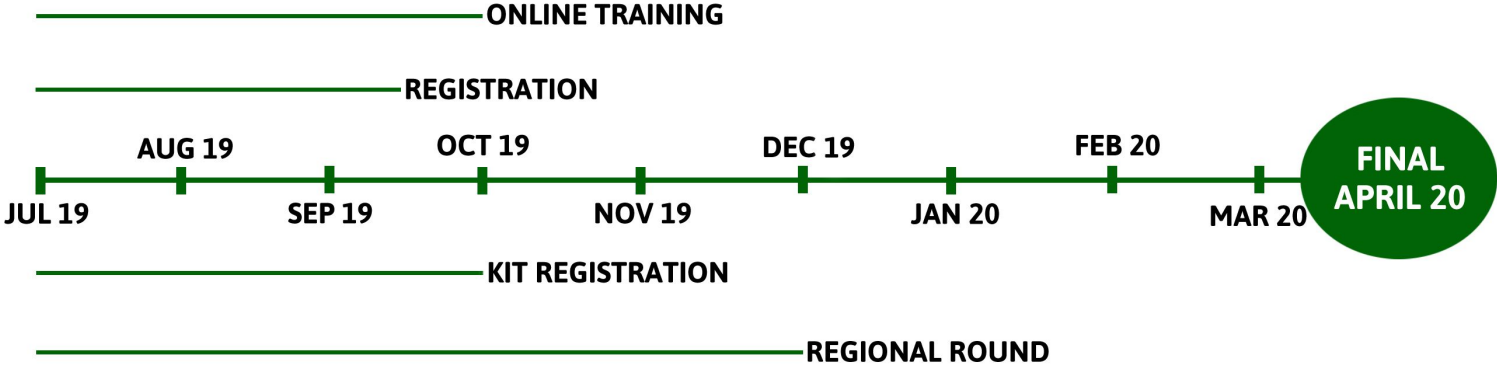 ONLINE TRAINING
REGISTRATION
AUG 19
OCT 19
DEC 19
FEB 20
FINAL
APRIL 20
JUL 19
SEP 19
NOV 19
JAN 20
MAR 20
KIT REGISTRATION
REGIONAL ROUND